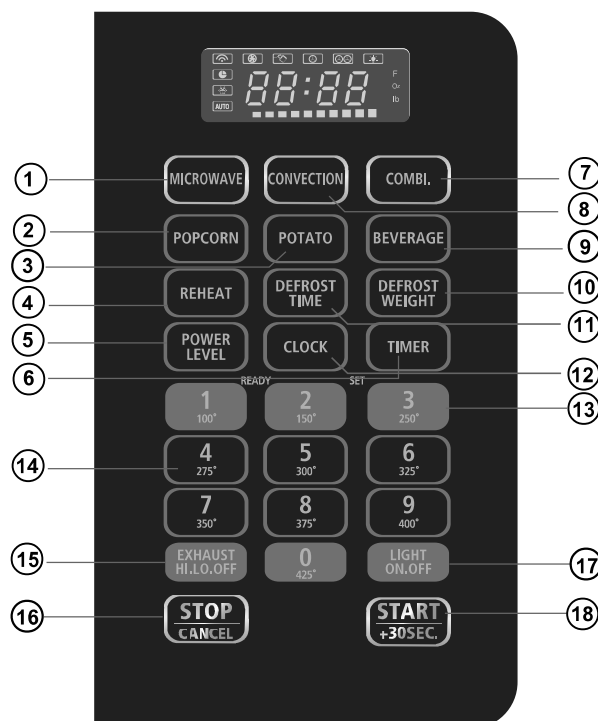 AUTO
88:88
F
Oz
lb
1
MICROWAVE
CONVECTION
COMBI.
7
8
2
POPCORN
POTATO
BEVERAGE
9
3
4
REHEAT
DEFROST
TIME
DEFROST
WEIGHT
10
11
5
POWER
LEVEL
CLOCK
TIMER
6
12
READY
SET
1
100°
2
150°
3
250°
13
14
4
275°
5
300°
6
325°
7
350°
8
375°
9
400°
15
EXHAUST
HI.LO.OFF
0
425°
LIGHT
ON.OFF
17
16
STOP
CANCEL
START
+30SEC.
18